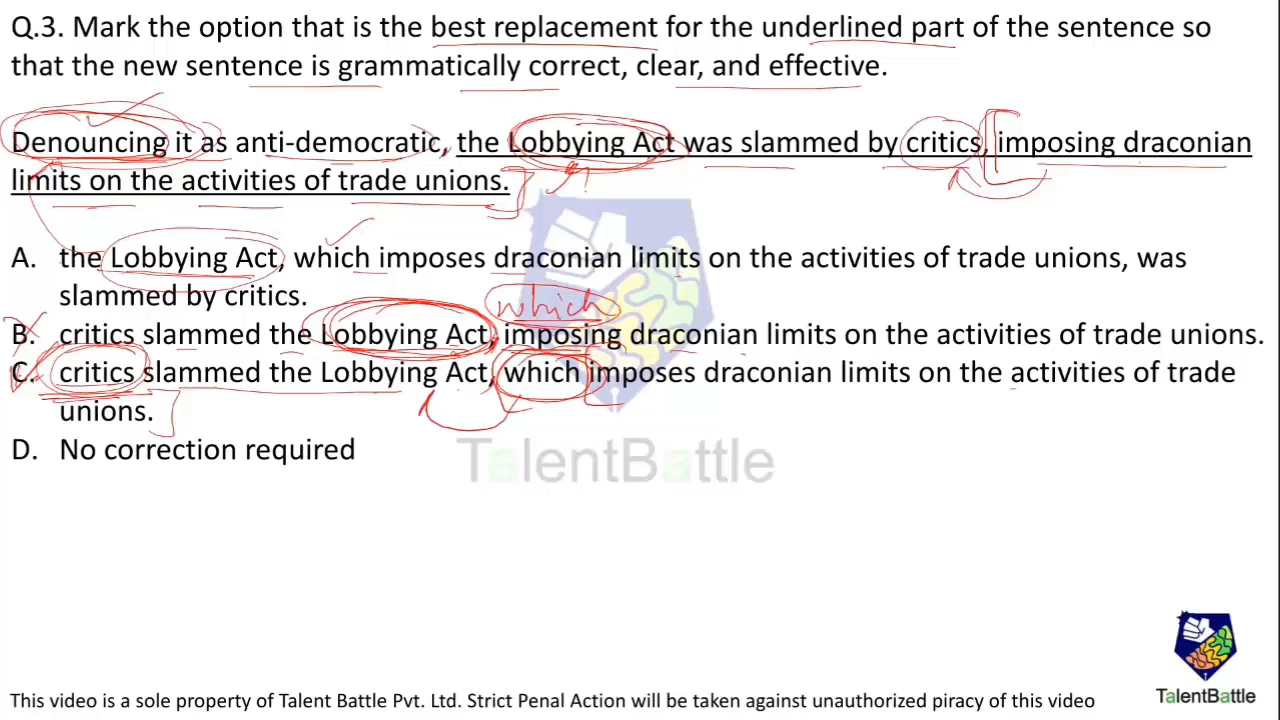 Q.3. Mark the option that is the best replacement for the underlined part of the sentence so
that the new sentence is grammatically correct, clear, and effective.
Denouncing it as anti-democratic, the Lobbying Act was slammed by critics, imposing draconian
limits on the activities of trade unions.
A. the Lobbying Act, which imposes draconian limits on the activities of trade unions, was
slammed by critics.
which
B. critics slammed the Lobbying Act, imposing draconian limits on the activities of trade unions.
C. critics slammed the Lobbying Act, which imposes draconian limits on the activities of trade
unions.
D. No correction required
TalentBattle
TalentBattle
This video is a sole property of Talent Battle Pvt. Ltd. Strict Penal Action will be taken against unauthorized piracy of this video